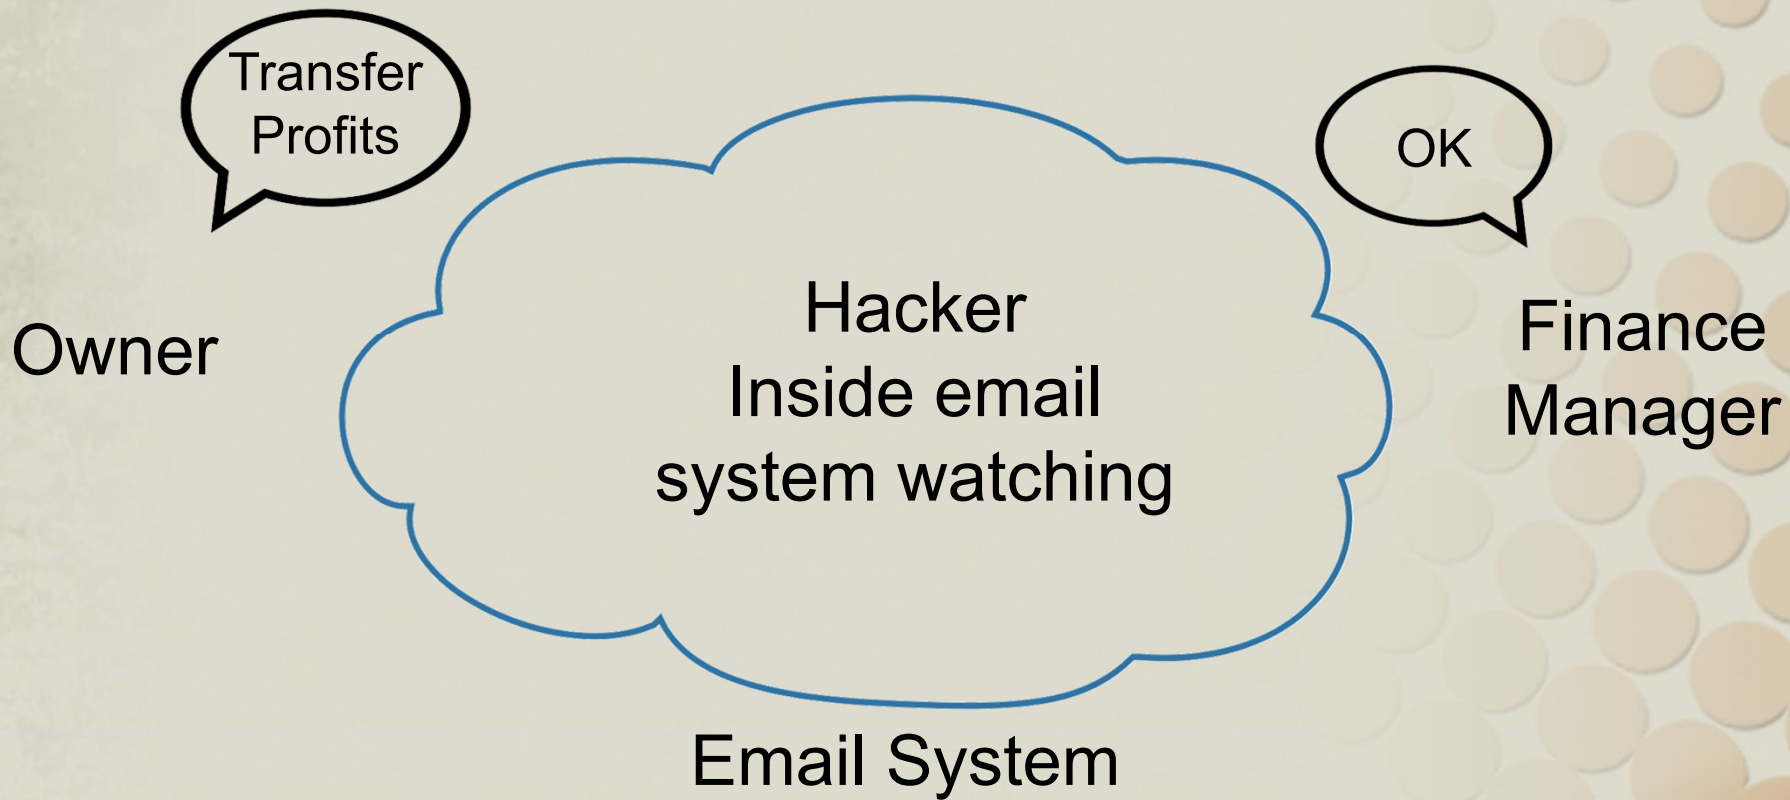 Transfer
Profits
OK
Owner
Hacker
Inside email
system watching
Finance
Manager
Email System